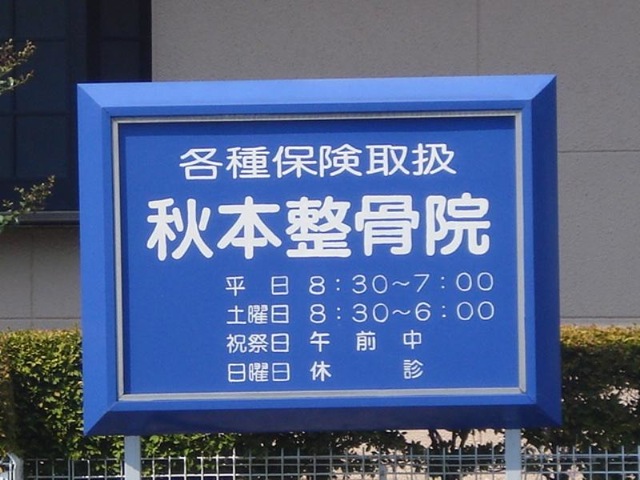 各種保険取扱
秋本整骨院
平日 8:30～7:00
土曜日 8:30～6:00
祝祭日 午前中
日曜日 休診